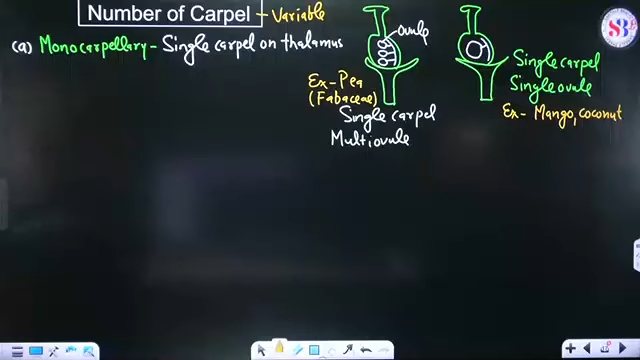 Number of Carpel - Variable
(a) Monocarpellary - Single carpel on thalamus
ovule
Ex- Pea
(Fabaceae)
Single carpel
Multiovule
Single carpel
Single ovule
Ex- Mango, coconut
SB